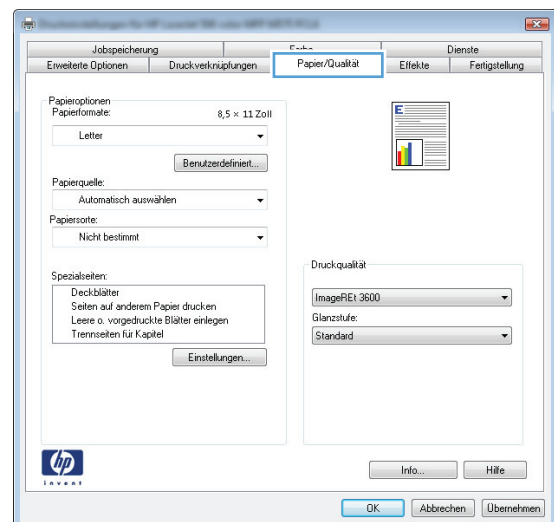 Jobspeicherung Farbe Dienste
Erweiterte Optionen Druckverknüpfungen Papier/Qualität Effekte Fertigstellung
Papieroptionen
Papierformate: 8,5 × 11 Zoll
Letter
Benutzerdefiniert...
Papierquelle:
Automatisch auswählen
Papiersorte:
Nicht bestimmt
Spezialseiten:
Deckblätter
Seiten auf anderem Papier drucken
Leere o. vorgedruckte Blätter einlegen
Trennseiten für Kapitel
Einstellungen...
E
Druckqualität
ImageREt 3600
Glanzstufe:
Standard
hp
invent
Info... Hilfe
OK Abbrechen Übernehmen